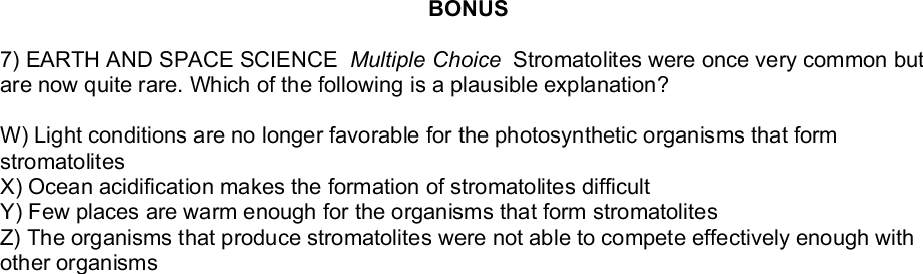 BONUS
7) EARTH AND SPACE SCIENCE Multiple Choice Stromatolites were once very common but
are now quite rare. Which of the following is a plausible explanation?
W) Light conditions are no longer favorable for the photosynthetic organisms that form
stromatolites
X) Ocean acidification makes the formation of stromatolites difficult
Y) Few places are warm enough for the organisms that form stromatolites
Z) The organisms that produce stromatolites were not able to compete effectively enough with
other organisms